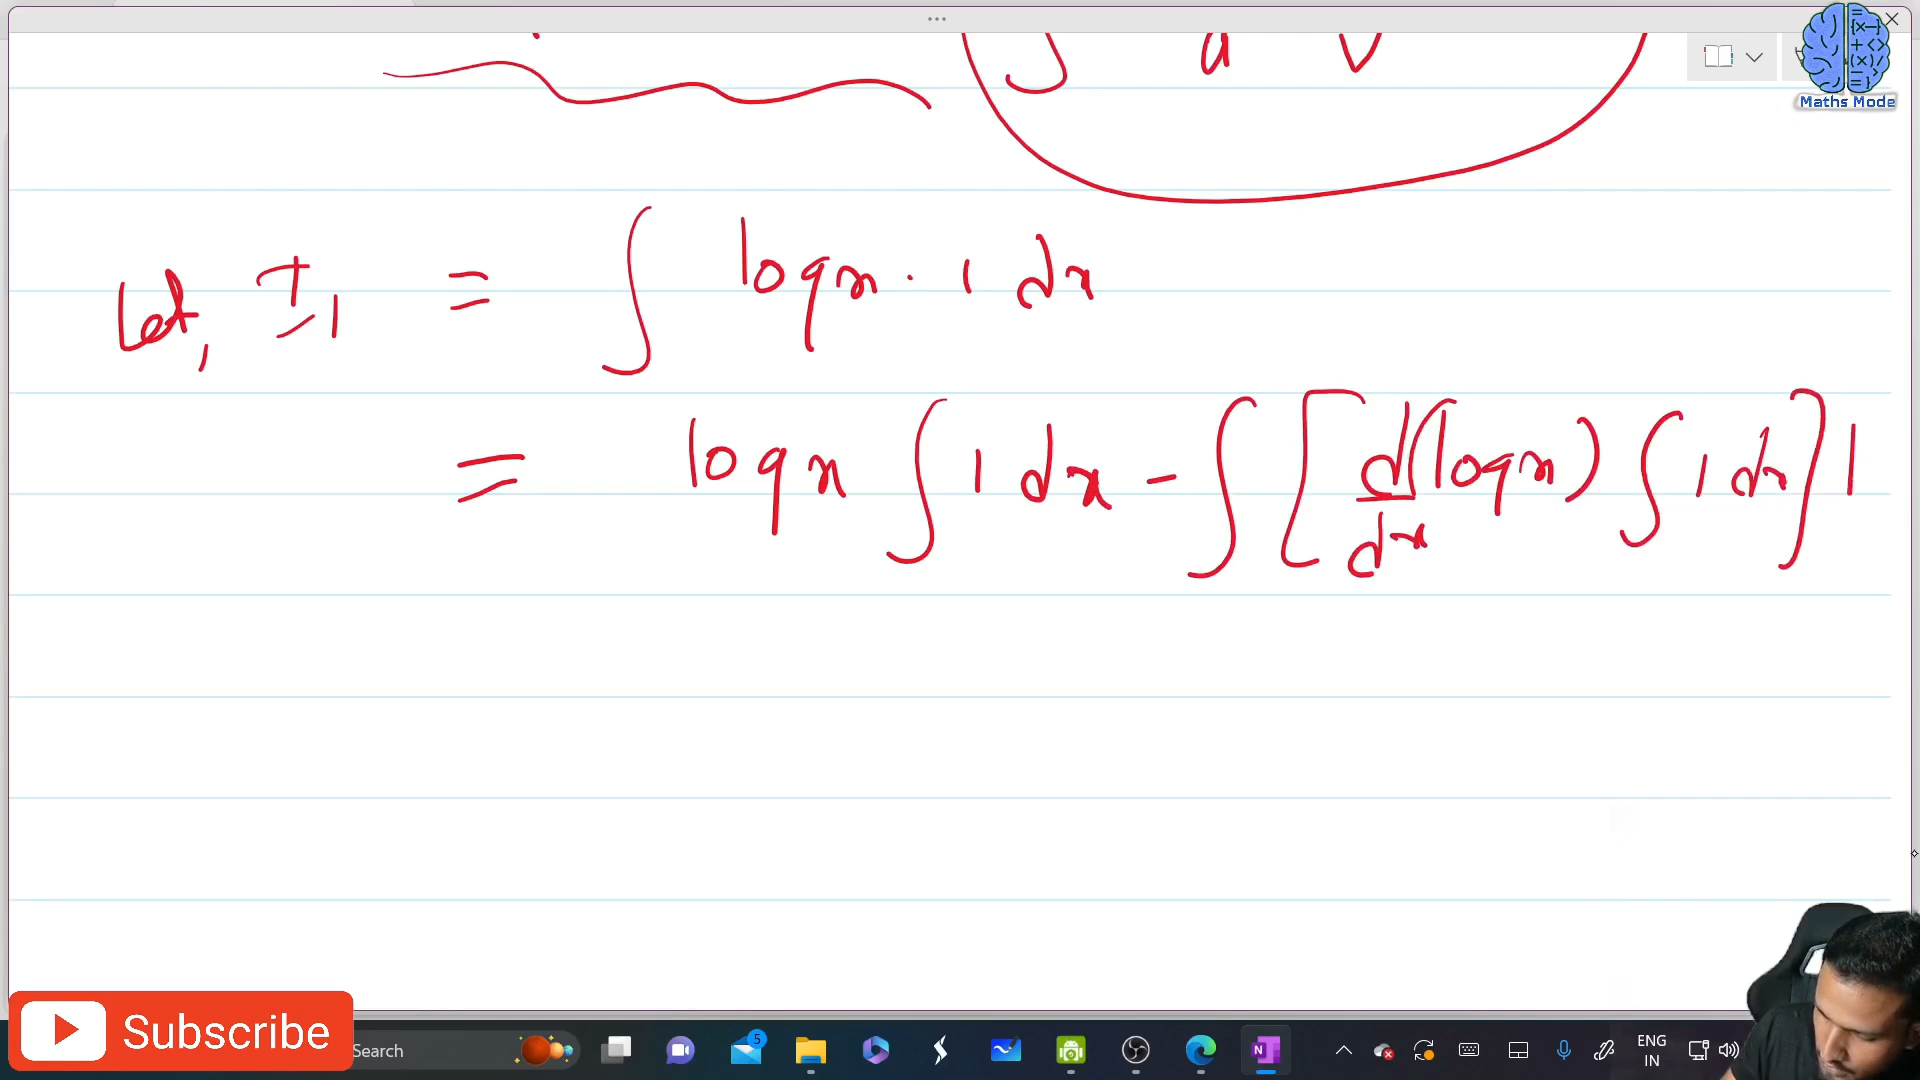 ∫ u v
Maths Mode
Let, I₁ = ∫ log x · 1 dx
= log x ∫ 1 dx - ∫ [ d/dx (log x) ∫ 1 dx ] 1
Subscribe
Search
5
ENG
IN